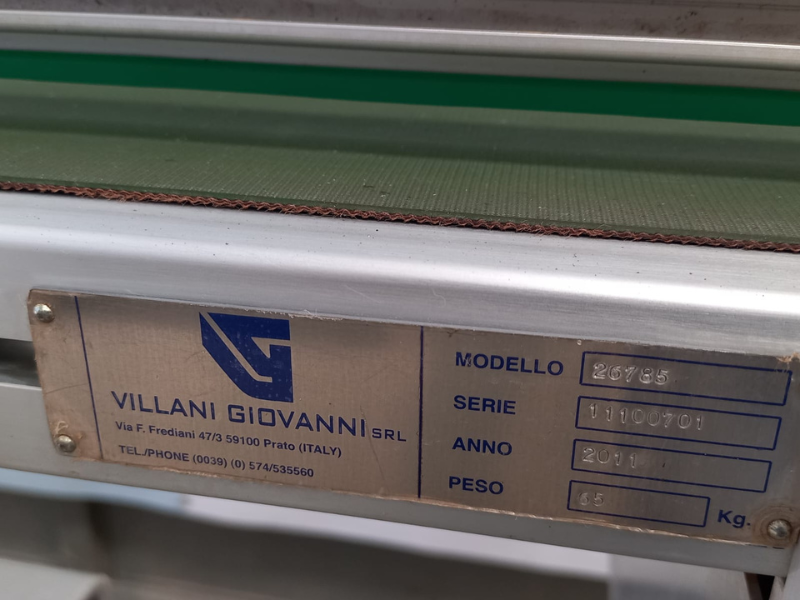 VILLANI GIOVANNI SRL
Via F. Frediani 47/3 59100 Prato (ITALY)
TEL./PHONE (0039) (0) 574/535560
MODELLO 26785
SERIE 11100701
ANNO 2011
PESO Kg.